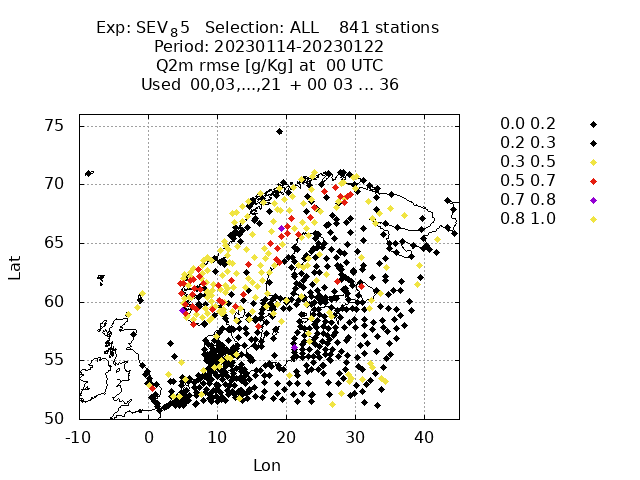 Exp: SEV₈5 Selection: ALL 841 stations
Period: 20230114-20230122
Q2m rmse [g/Kg] at 00 UTC
Used 00,03,...,21 + 00 03 ... 36
75
70
65
60
55
50
-10 0 10 20 30 40
Lat
Lon
0.0 0.2
0.2 0.3
0.3 0.5
0.5 0.7
0.7 0.8
0.8 1.0